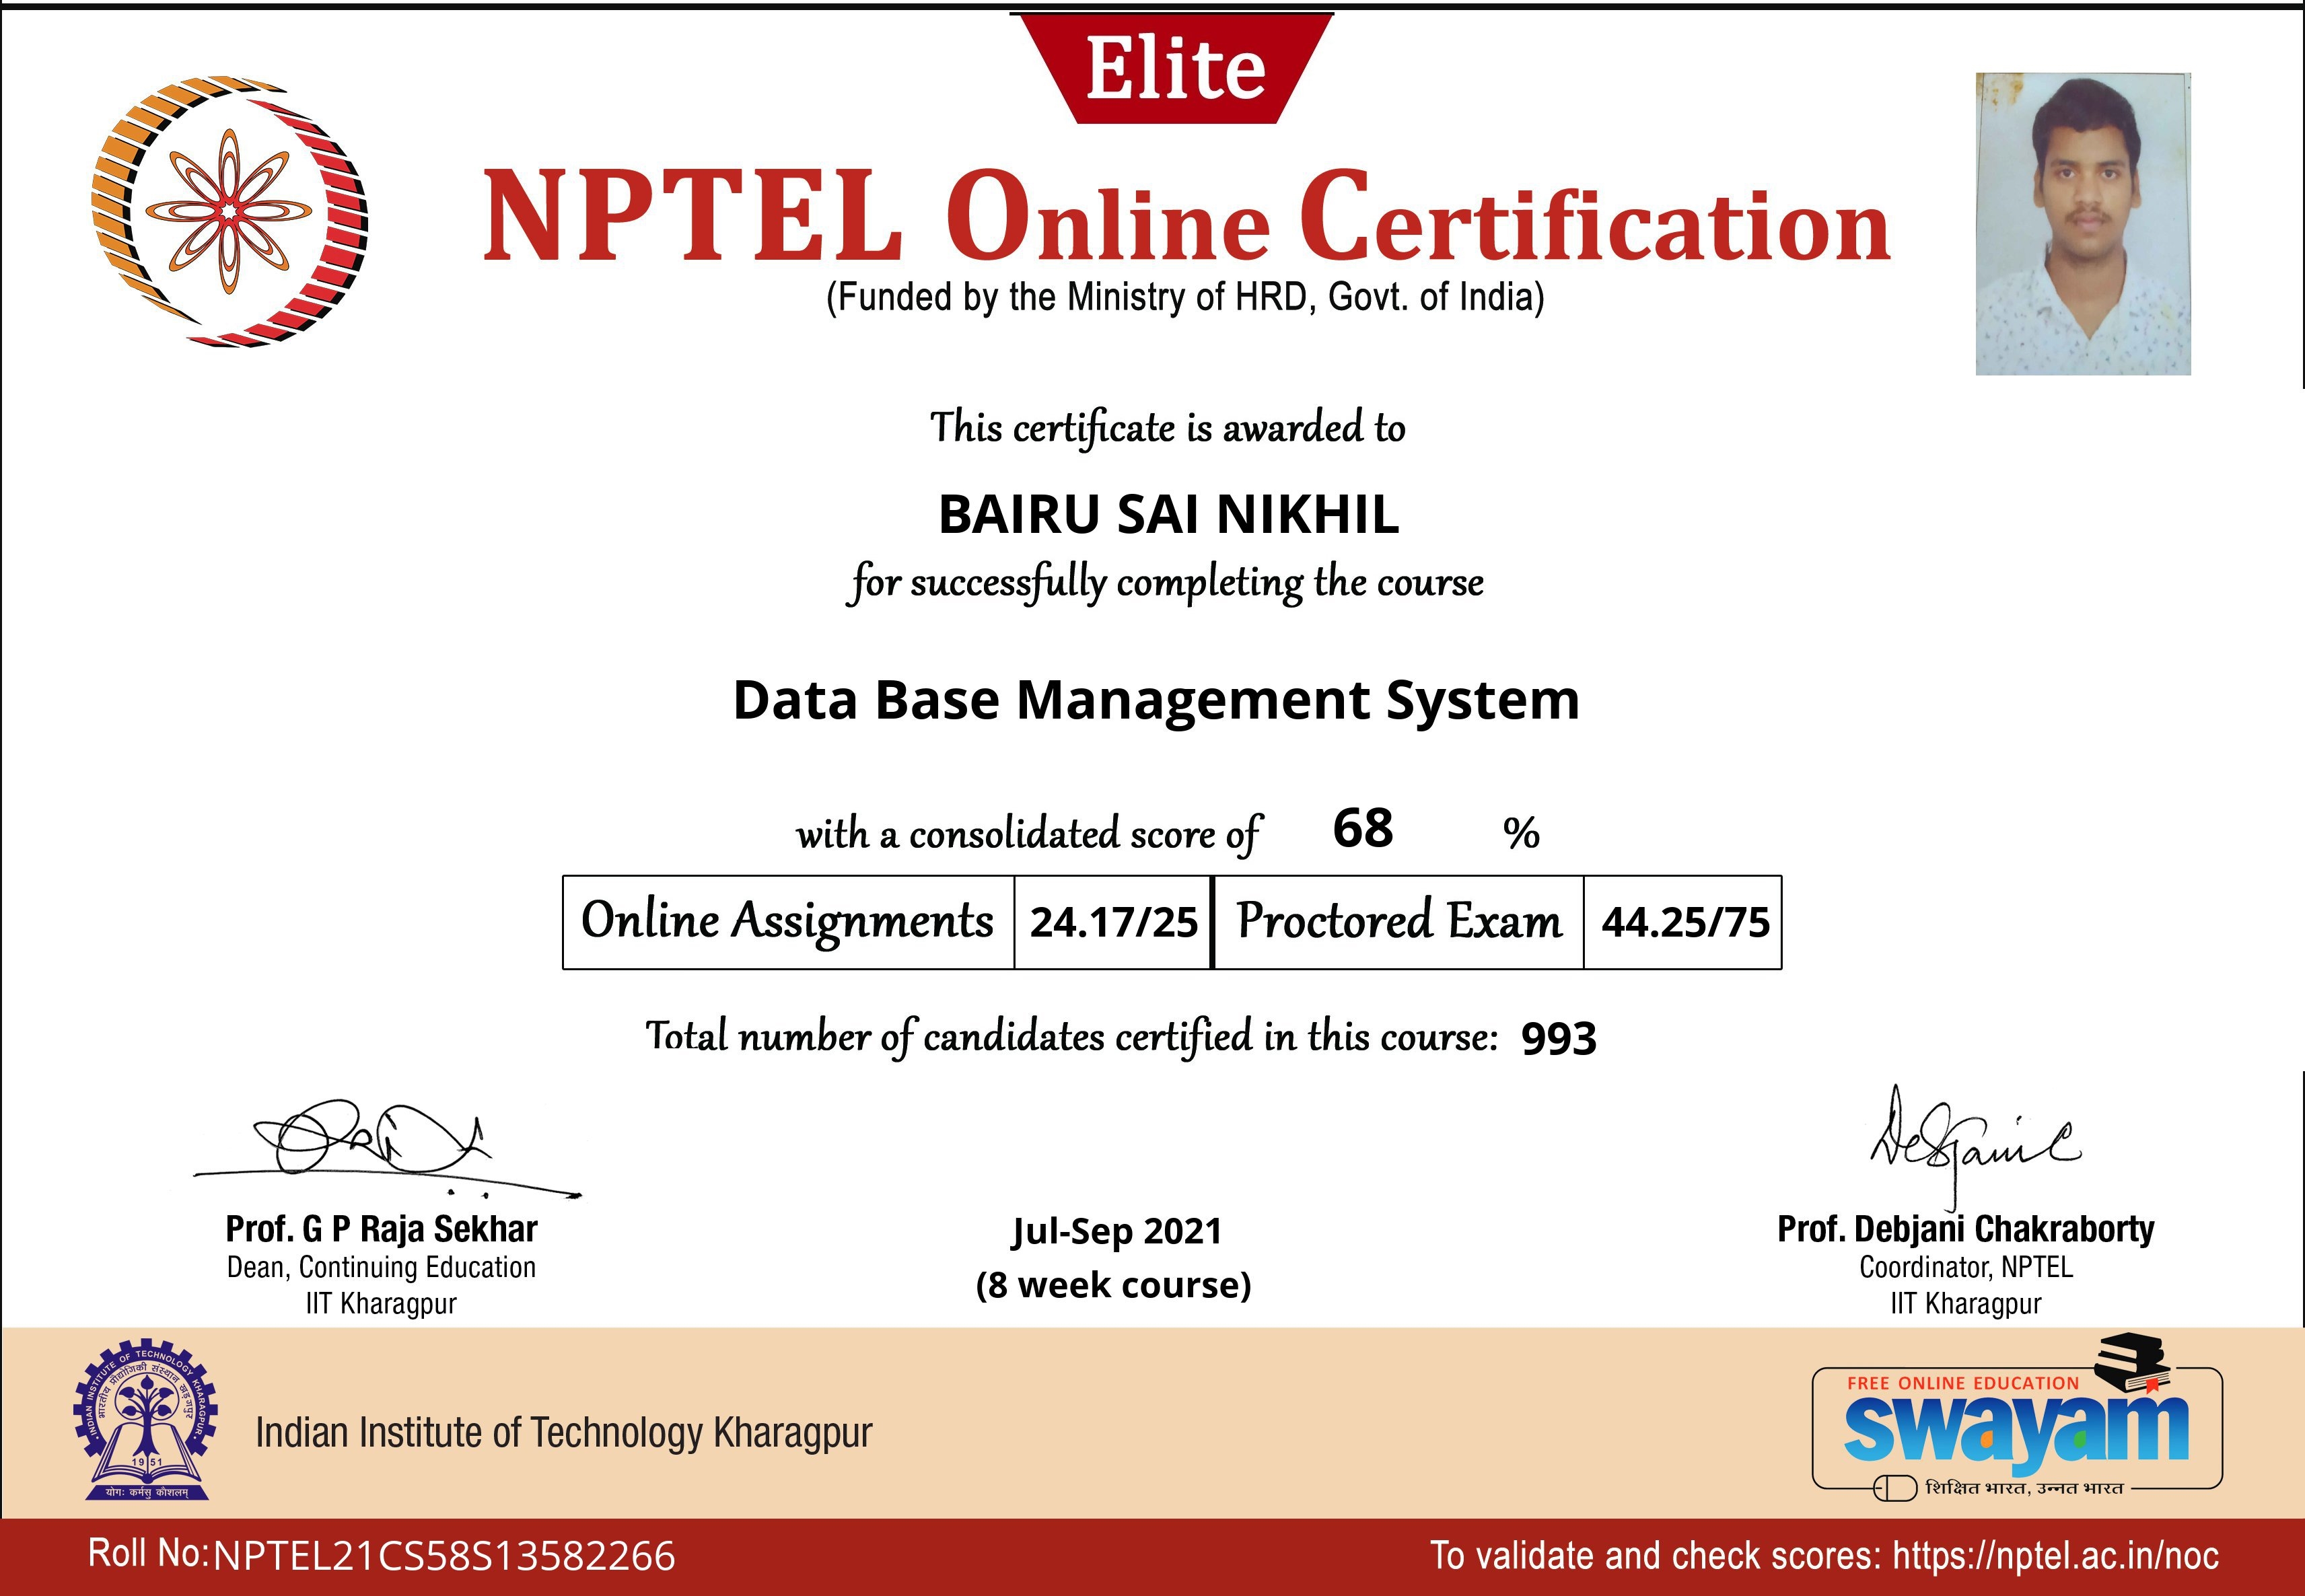 Elite
NPTEL Online Certification
(Funded by the Ministry of HRD, Govt. of India)
This certificate is awarded to
BAIRU SAI NIKHIL
for successfully completing the course
Data Base Management System
with a consolidated score of 68 %
Online Assignments 24.17/25 Proctored Exam 44.25/75
Total number of candidates certified in this course: 993
Prof. G P Raja Sekhar
Dean, Continuing Education
IIT Kharagpur
Jul-Sep 2021
(8 week course)
Debjani C
Prof. Debjani Chakraborty
Coordinator, NPTEL
IIT Kharagpur
INDIAN INSTITUTE OF TECHNOLOGY KHARAGPUR
भारतीय प्रौद्योगिकी संस्थान खड़गपुर
1951
योगः कर्मसु कौशलम्
Indian Institute of Technology Kharagpur
FREE ONLINE EDUCATION
swayam
शिक्षित भारत, उन्नत भारत
Roll No:NPTEL21CS58S13582266
To validate and check scores: https://nptel.ac.in/noc